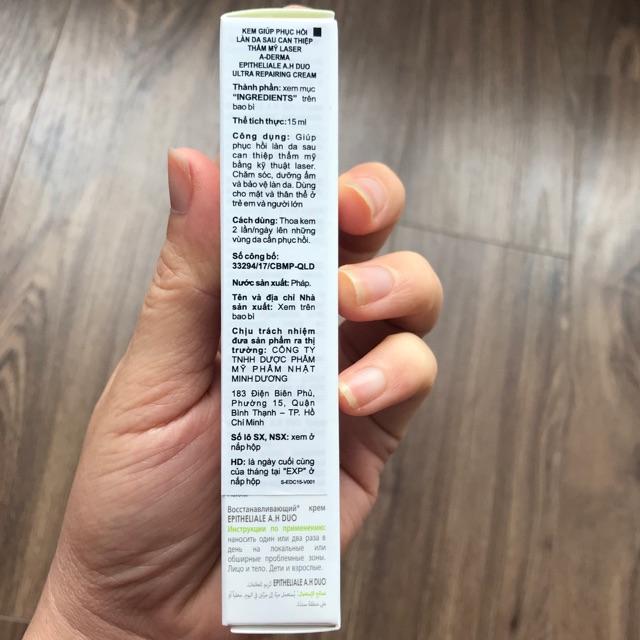 KEM GIÚP PHỤC HỒI
LÀN DA SAU CAN THIỆP
THẨM MỸ LASER
A-DERMA
EPITHELIALE A.H DUO
ULTRA REPAIRING CREAM
Thành phần: xem mục
"INGREDIENTS" trên
bao bì
Thể tích thực: 15 ml
Công dụng: Giúp
phục hồi làn da sau
can thiệp thẩm mỹ
bằng kỹ thuật laser.
Chăm sóc, dưỡng ẩm
và bảo vệ làn da. Dùng
cho mặt và thân thể ở
trẻ em và người lớn
Cách dùng: Thoa kem
2 lần/ngày lên những
vùng da cần phục hồi.
Số công bố:
33294/17/CBMP-QLD
Nước sản xuất: Pháp.
Tên và địa chỉ Nhà
sản xuất: Xem trên
bao bì
Chịu trách nhiệm
đưa sản phẩm ra thị
trường: CÔNG TY
TNHH DƯỢC PHẨM
MỸ PHẨM NHẬT
MINH DƯƠNG
183 Điện Biên Phủ,
Phường 15, Quận
Bình Thạnh – TP. Hồ
Chí Minh
Số lô SX, NSX: xem ở
nắp hộp
HD: là ngày cuối cùng
của tháng tại "EXP" ở
nắp hộp
S-EDC15-V001
Восстанавливающий* крем
EPITHELIALE A.H DUO
Инструкции по применению:
наносить один или два раза в
день на локальные или
обширные проблемные зоны.
Лицо и тело. Дети и взрослые.
EPITHELIALE A.H DUO